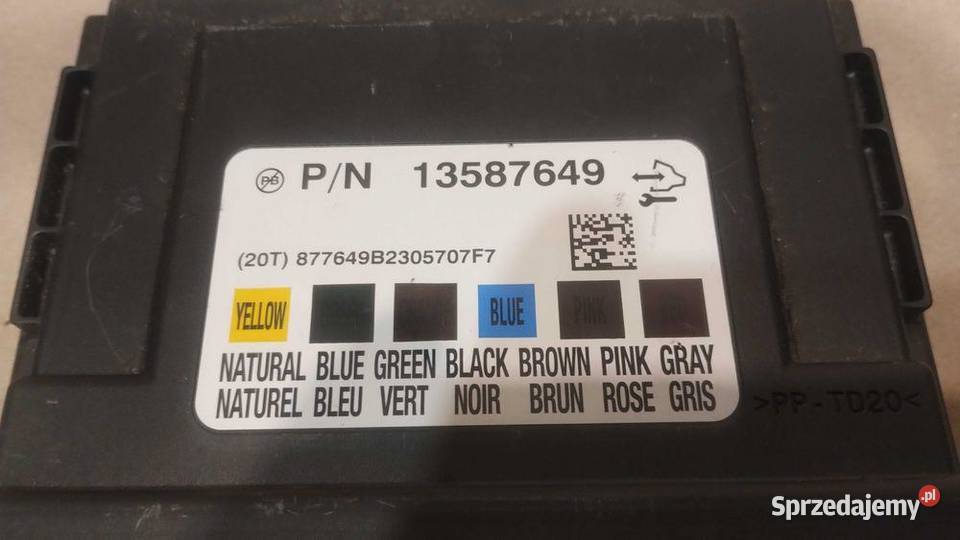 PB P/N 13587649
(20T) 877649B2305707F7
YELLOW BLUE PINK
NATURAL BLUE GREEN BLACK BROWN PINK GRAY
NATUREL BLEU VERT NOIR BRUN ROSE GRIS
>PP-TD20<
Sprzedajemy.pl